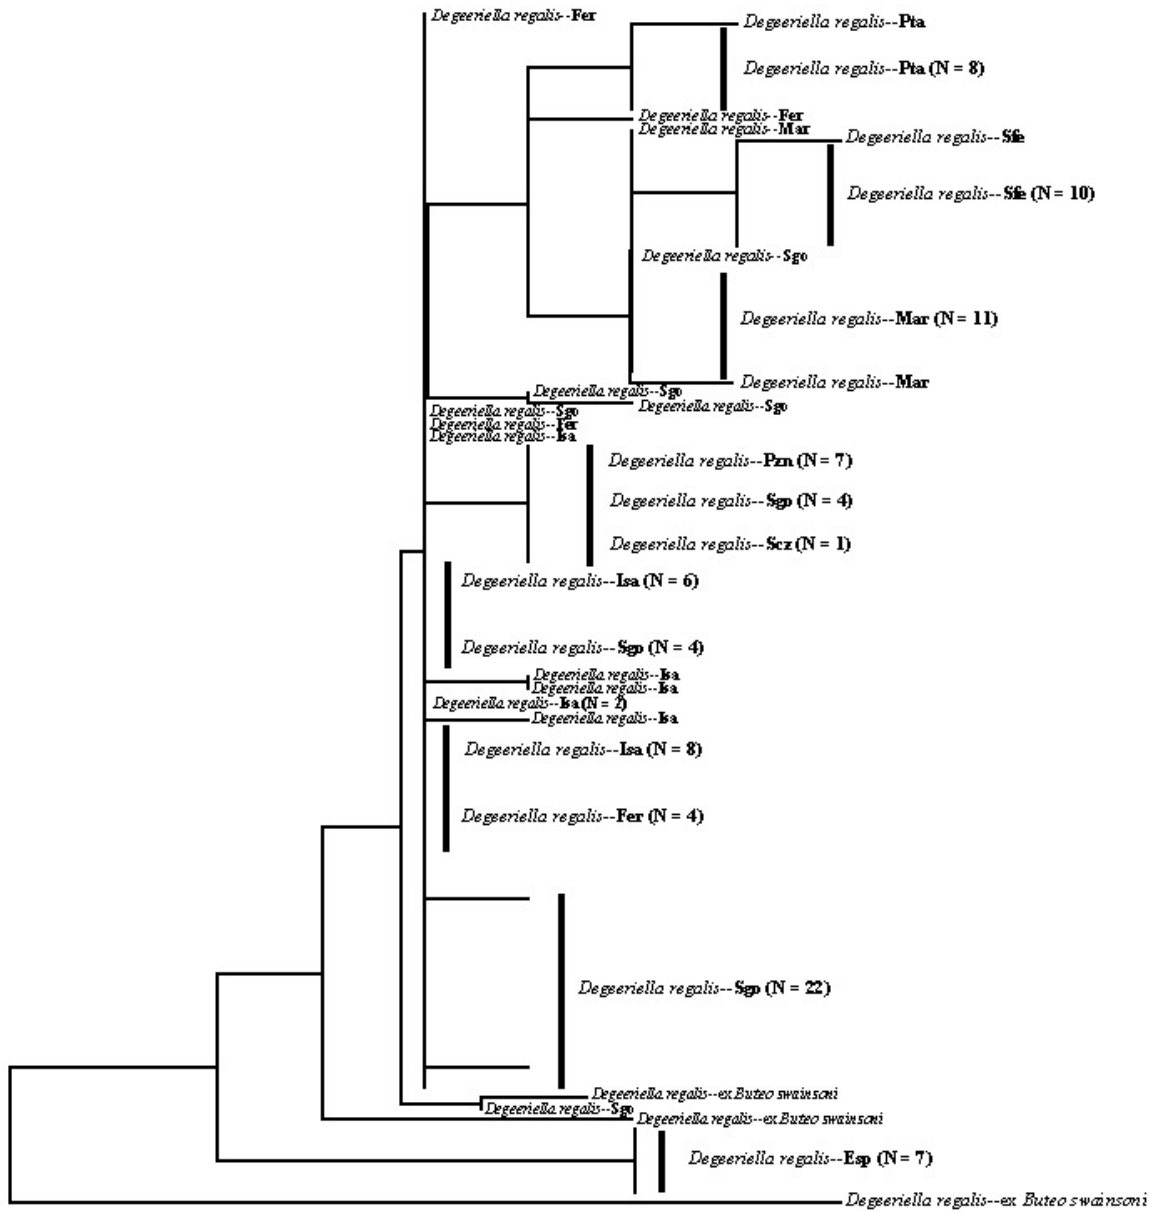 Degeeriella regalis--Fer
Degeeriella regalis--Pta
Degeeriella regalis--Pta (N = 8)
Degeeriella regalis--Fer
Degeeriella regalis--Mar
Degeeriella regalis--Sfe
Degeeriella regalis--Sfe (N = 10)
Degeeriella regalis--Sgo
Degeeriella regalis--Mar (N = 11)
Degeeriella regalis--Mar
Degeeriella regalis--Sgo
Degeeriella regalis--Sgo
Degeeriella regalis--Sgo
Degeeriella regalis--Fer
Degeeriella regalis--Isa
Degeeriella regalis--Pzn (N = 7)
Degeeriella regalis--Sgo (N = 4)
Degeeriella regalis--Scz (N = 1)
Degeeriella regalis--Isa (N = 6)
Degeeriella regalis--Sgo (N = 4)
Degeeriella regalis--Isa
Degeeriella regalis--Isa
Degeeriella regalis--Isa (N = 2)
Degeeriella regalis--Isa
Degeeriella regalis--Isa (N = 8)
Degeeriella regalis--Fer (N = 4)
Degeeriella regalis--Sgo (N = 22)
Degeeriella regalis--ex Buteo swainsoni
Degeeriella regalis--Sgo
Degeeriella regalis--ex Buteo swainsoni
Degeeriella regalis--Esp (N = 7)
Degeeriella regalis--ex Buteo swainsoni